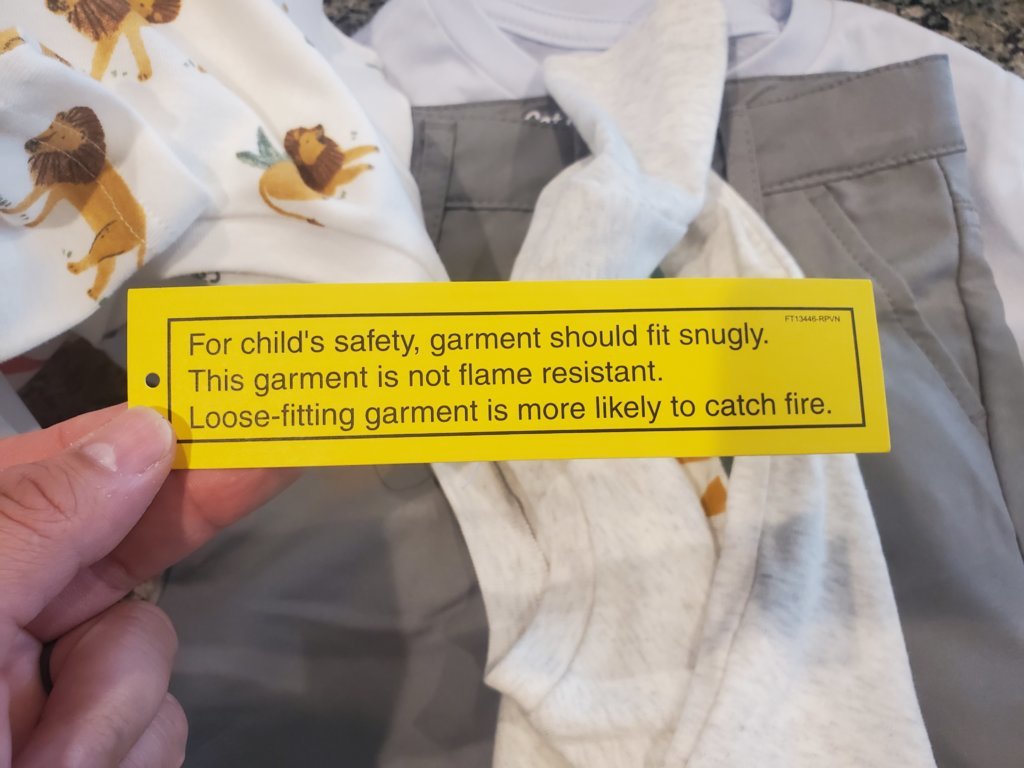 FT13446-RPVN
For child's safety, garment should fit snugly.
This garment is not flame resistant.
Loose-fitting garment is more likely to catch fire.